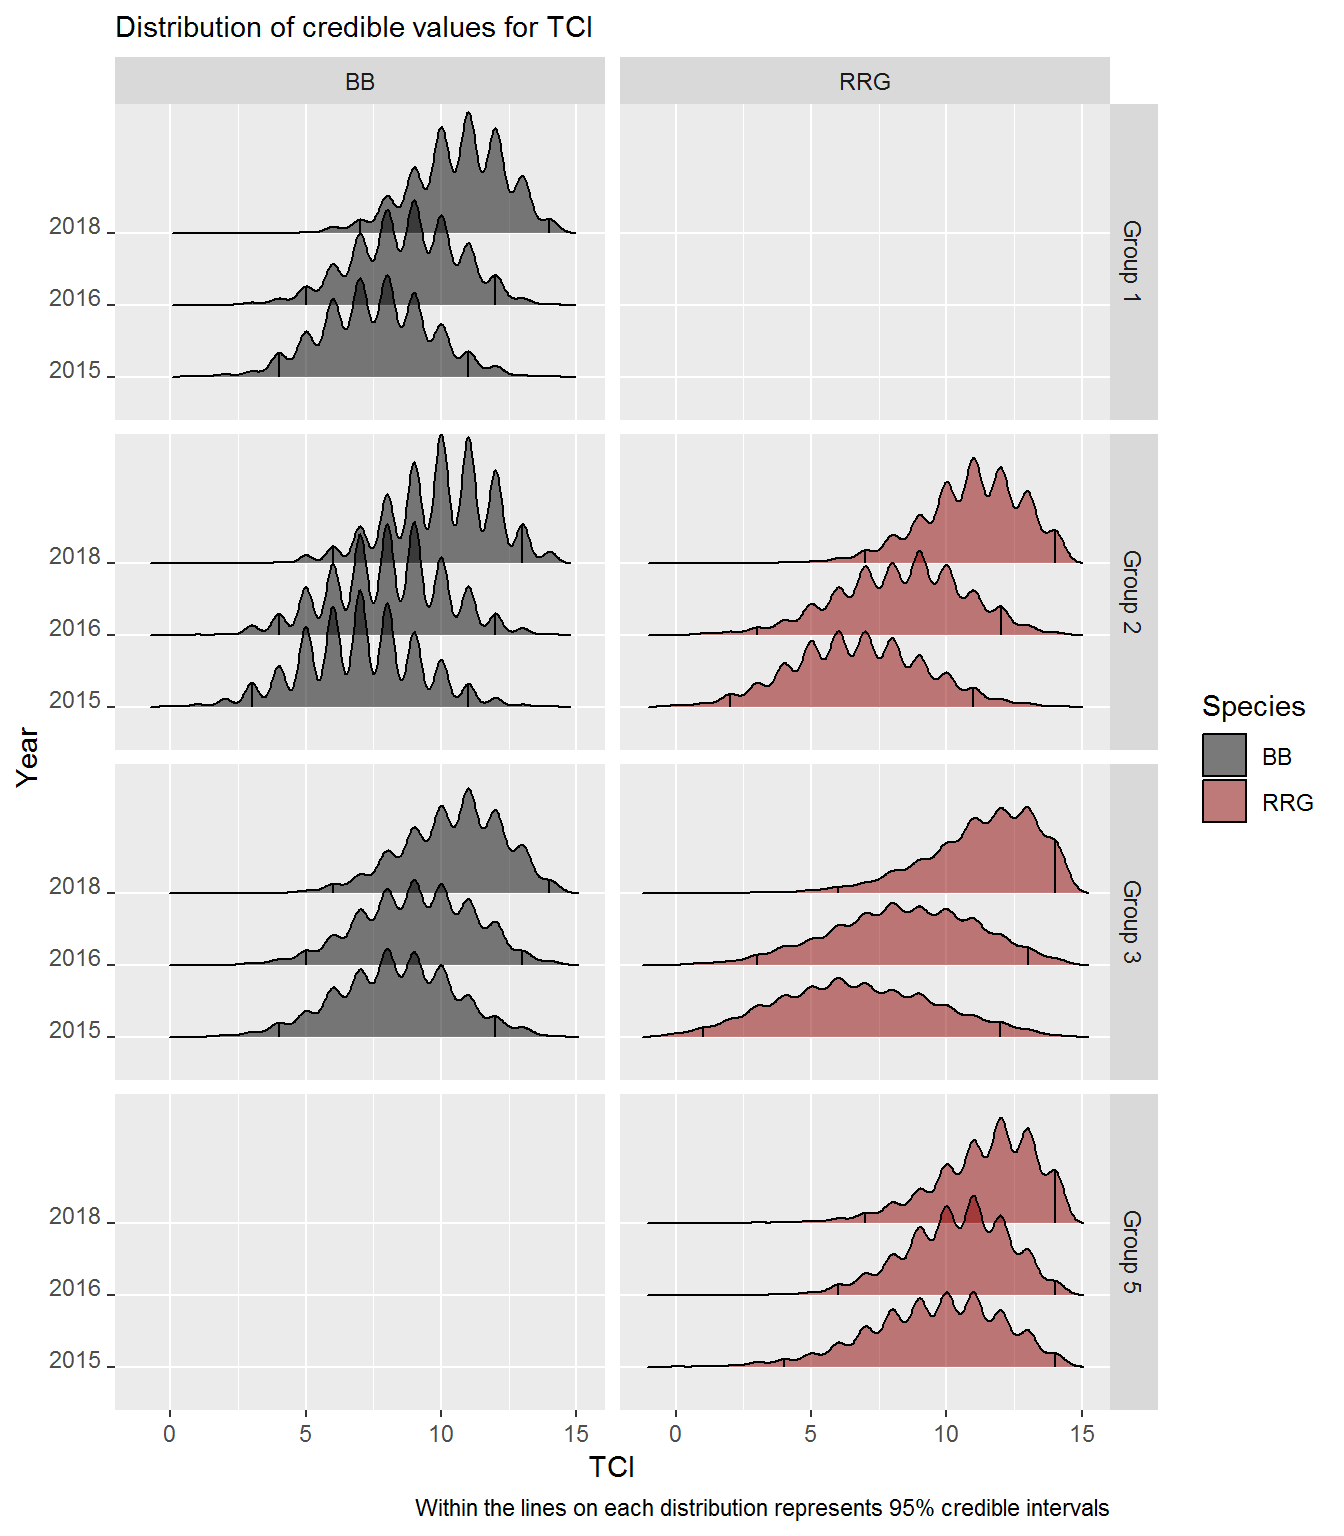 Distribution of credible values for TCI
BB
RRG
2018
2016
2015
Group 1
2018
2016
2015
Group 2
2018
2016
2015
Group 3
2018
2016
2015
Group 5
Year
Species
BB
RRG
0 5 10 15 0 5 10 15
TCI
Within the lines on each distribution represents 95% credible intervals